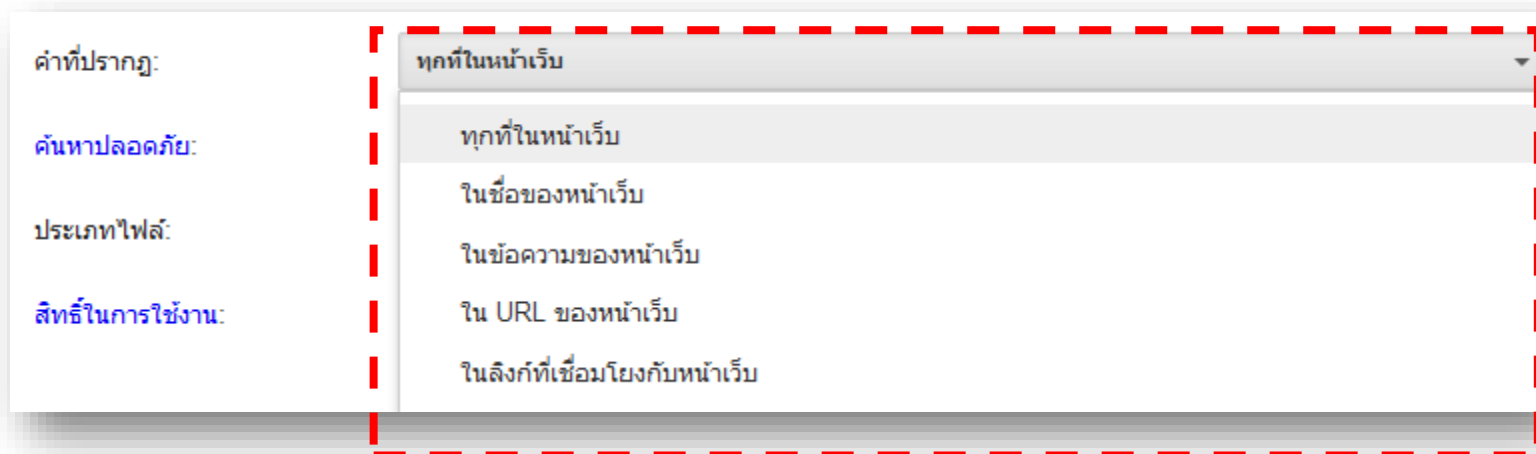 คำที่ปรากฏ: ทุกที่ในหน้าเว็บ
ทุกที่ในหน้าเว็บ
ค้นหาปลอดภัย:
ในชื่อของหน้าเว็บ
ประเภทไฟล์:
ในข้อความของหน้าเว็บ
สิทธิ์ในการใช้งาน:
ใน URL ของหน้าเว็บ
ในลิงก์ที่เชื่อมโยงกับหน้าเว็บ